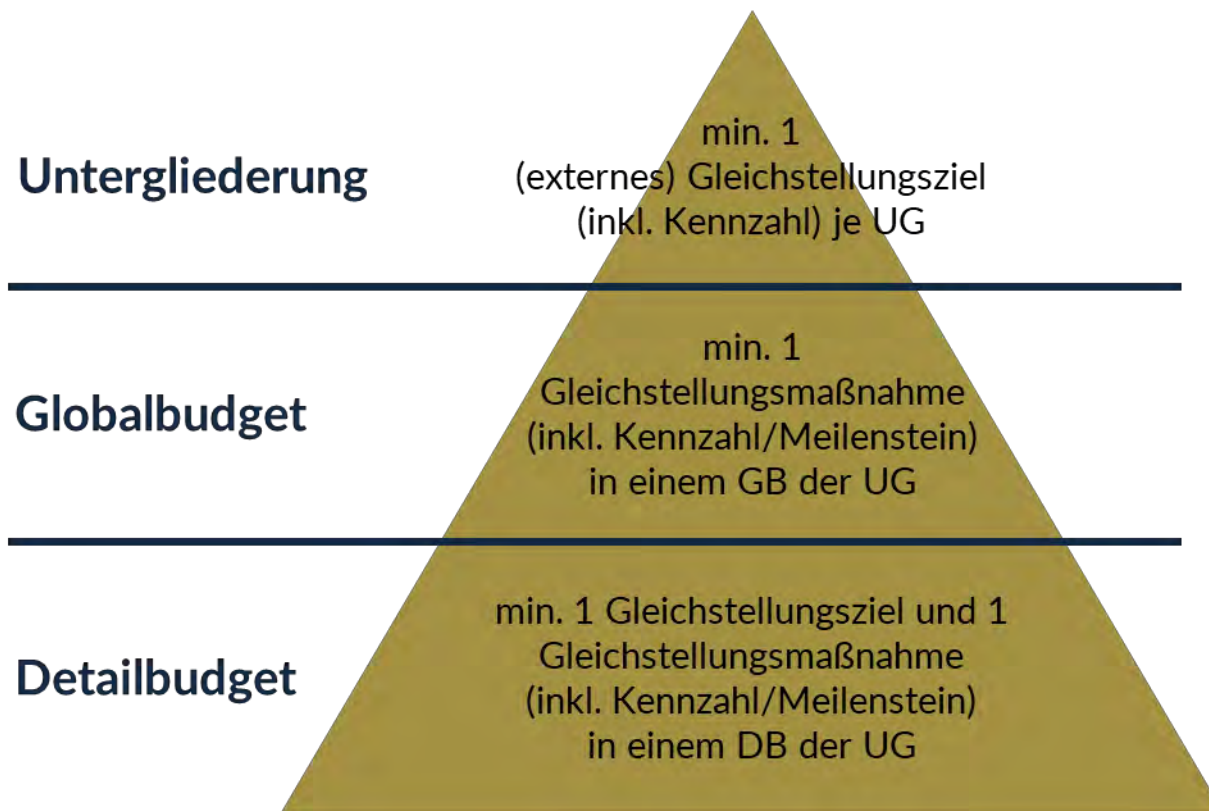 min. 1
Untergliederung
(externes) Gleichstellungsziel
(inkl. Kennzahl) je UG
min. 1
Globalbudget
Gleichstellungsmaßnahme
(inkl. Kennzahl/Meilenstein)
in einem GB der UG
min. 1 Gleichstellungsziel und 1
Detailbudget
Gleichstellungsmaßnahme
(inkl. Kennzahl/Meilenstein)
in einem DB der UG